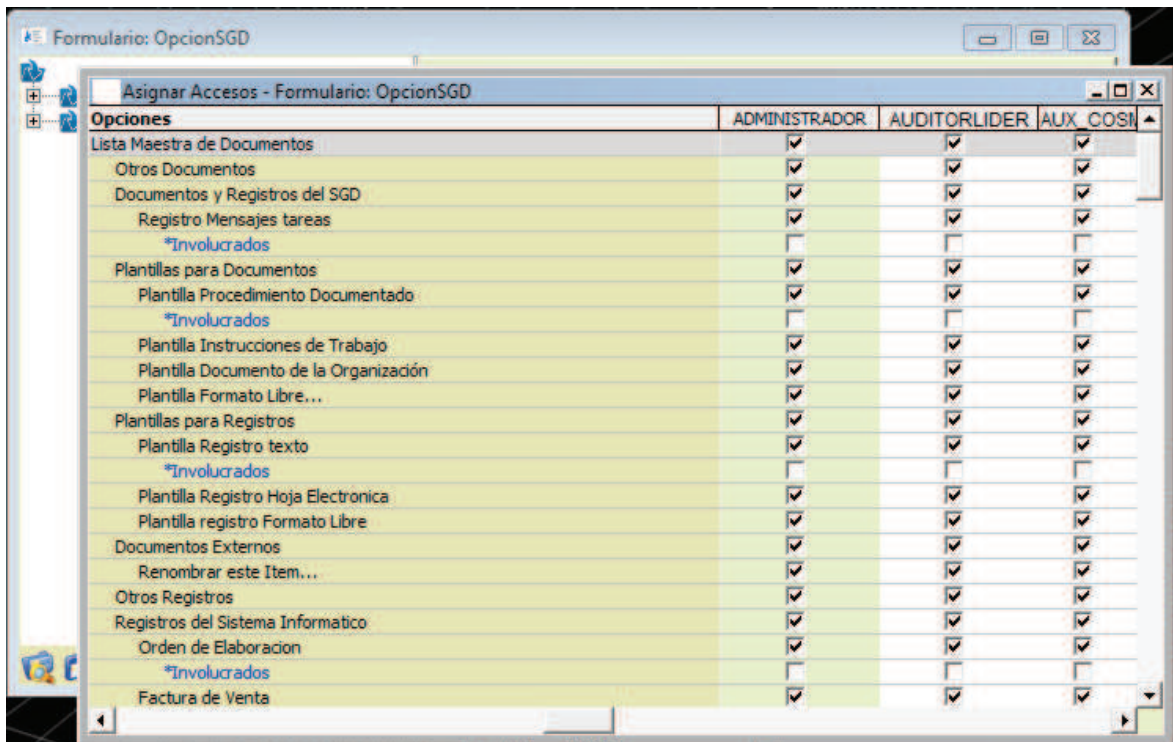 Formulario: OpcionSGD
Asignar Accesos - Formulario: OpcionSGD
Opciones ADMINISTRADOR AUDITORLIDER
Lista Maestra de Documentos
Otros Documentos
Documentos y Registros del SGD
Registro Mensajes tareas
*Involucrados
Plantillas para Documentos
Plantilla Procedimiento Documentado
*Involucrados
Plantilla Instrucciones de Trabajo
Plantilla Documento de la Organización
Plantilla Formato Libre...
Plantillas para Registros
Plantilla Registro texto
*Involucrados
Plantilla Registro Hoja Electronica
Plantilla registro Formato Libre
Documentos Externos
Renombrar este Item...
Otros Registros
Registros del Sistema Informatico
Orden de Elaboracion
*Involucrados
Factura de Venta